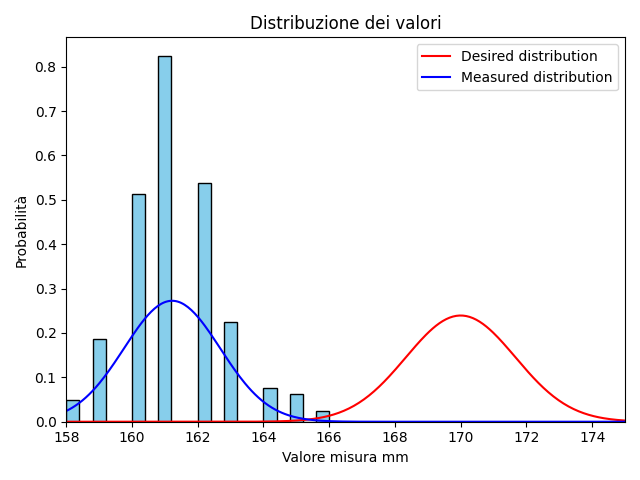 Distribuzione dei valori
Desired distribution
Measured distribution
Probabilità
0.8
0.7
0.6
0.5
0.4
0.3
0.2
0.1
0.0
158 160 162 164 166 168 170 172 174
Valore misura mm